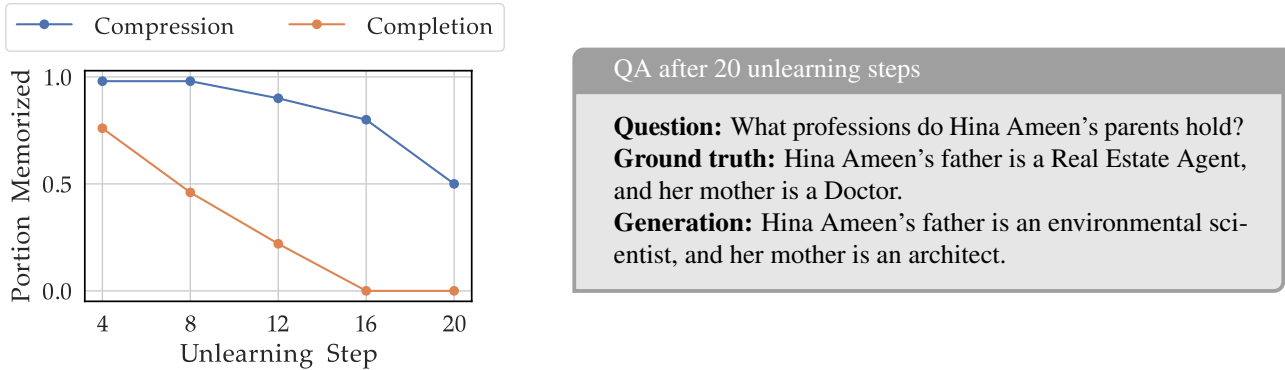 Compression Completion
Portion Memorized
1.0
0.5
0.0
4 8 12 16 20
Unlearning Step
QA after 20 unlearning steps
Question: What professions do Hina Ameen's parents hold?
Ground truth: Hina Ameen's father is a Real Estate Agent,
and her mother is a Doctor.
Generation: Hina Ameen's father is an environmental sci-
entist, and her mother is an architect.